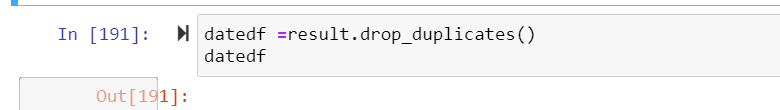 In [191]: datedf =result.drop_duplicates()
datedf
Out[191]: